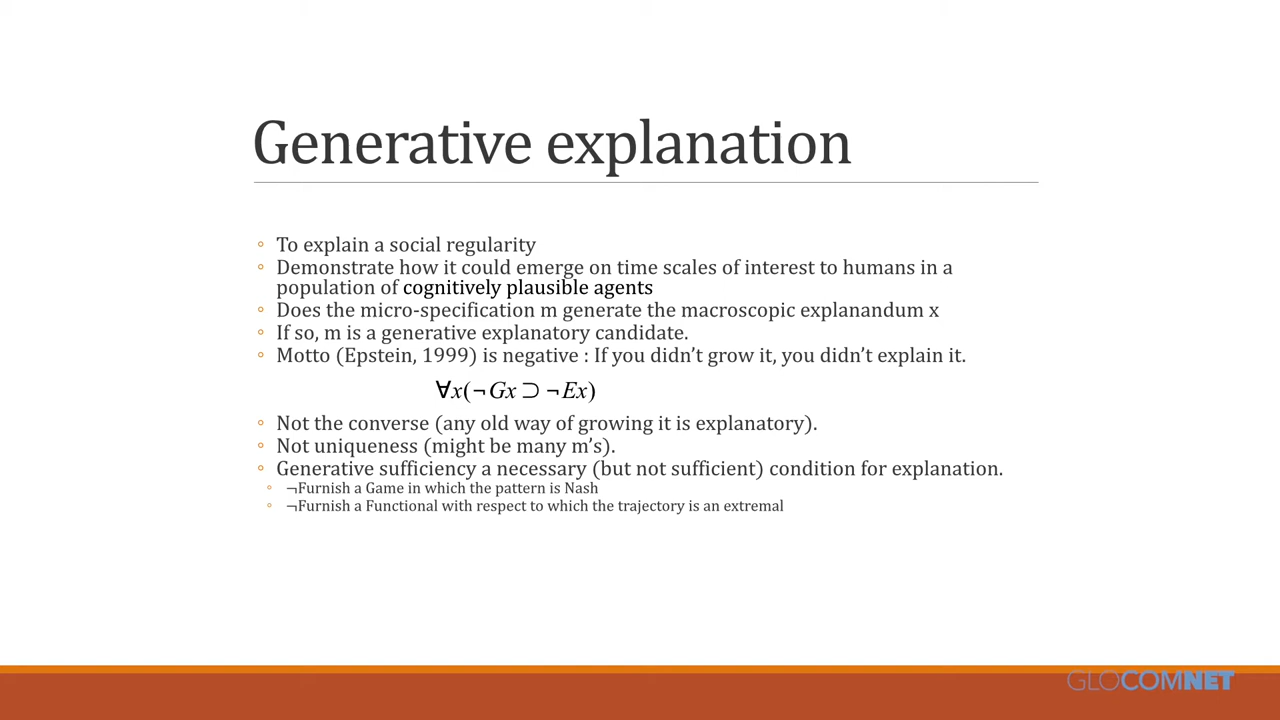 Generative explanation
◦ To explain a social regularity
◦ Demonstrate how it could emerge on time scales of interest to humans in a
population of cognitively plausible agents
◦ Does the micro-specification m generate the macroscopic explanandum x
◦ If so, m is a generative explanatory candidate.
◦ Motto (Epstein, 1999) is negative : If you didn’t grow it, you didn’t explain it.
∀x(¬Gx ⊃ ¬Ex)
◦ Not the converse (any old way of growing it is explanatory).
◦ Not uniqueness (might be many m’s).
◦ Generative sufficiency a necessary (but not sufficient) condition for explanation.
◦ ¬Furnish a Game in which the pattern is Nash
◦ ¬Furnish a Functional with respect to which the trajectory is an extremal
GLOCOMNET